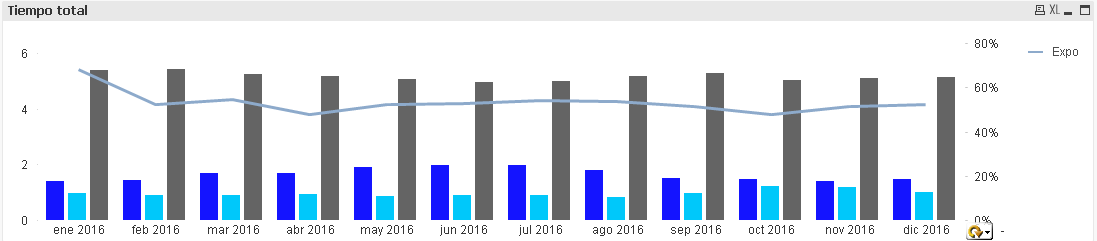 Tiempo total XL
6 80% Expo
4 60%
40%
2 20%
0 0%
ene 2016 feb 2016 mar 2016 abr 2016 may 2016 jun 2016 jul 2016 ago 2016 sep 2016 oct 2016 nov 2016 dic 2016 -